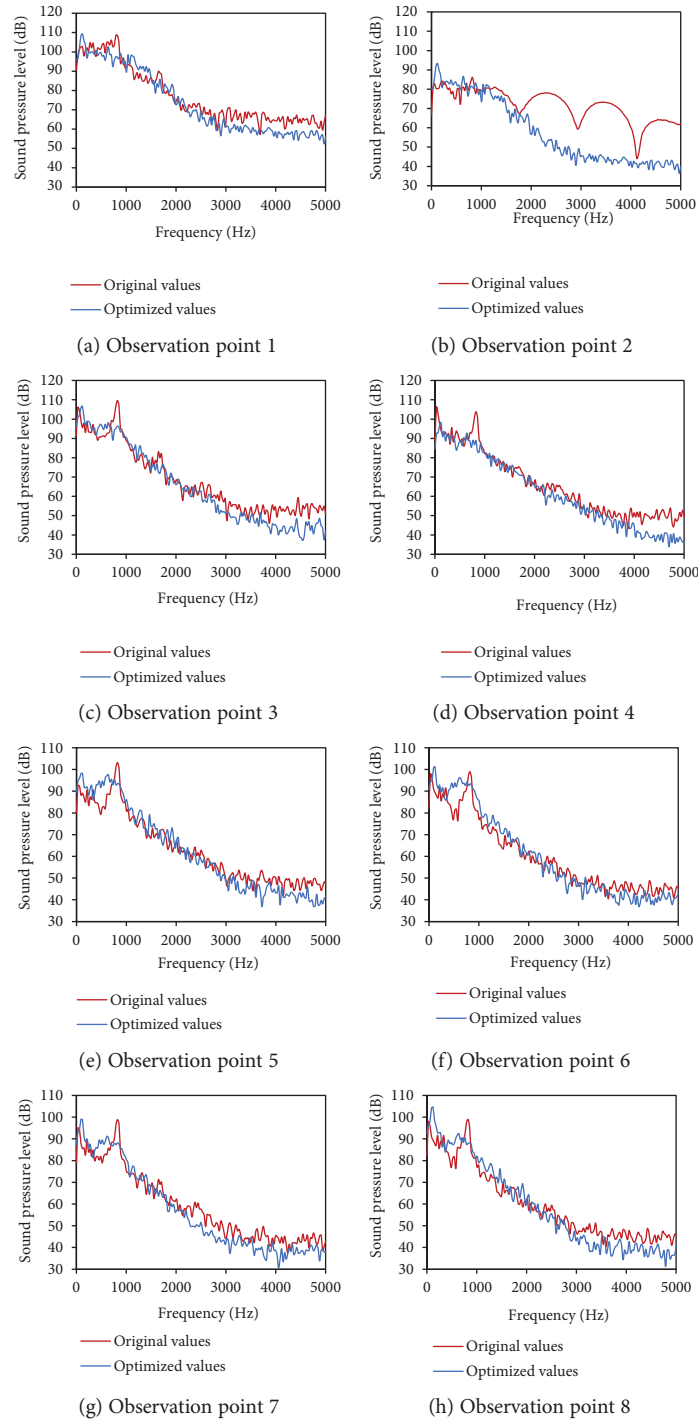 120
110
100
90
80
70
60
50
40
30
Sound pressure level (dB)
0 1000 2000 3000 4000 5000
Frequency (Hz)
Original values
Optimized values
(a) Observation point 1
120
110
100
90
80
70
60
50
40
30
Sound pressure level (dB)
0 1000 2000 3000 4000 5000
Frequency (Hz)
Original values
Optimized values
(b) Observation point 2
120
110
100
90
80
70
60
50
40
30
Sound pressure level (dB)
0 1000 2000 3000 4000 5000
Frequency (Hz)
Original values
Optimized values
(c) Observation point 3
120
110
100
90
80
70
60
50
40
30
Sound pressure level (dB)
0 1000 2000 3000 4000 5000
Frequency (Hz)
Original values
Optimized values
(d) Observation point 4
110
100
90
80
70
60
50
40
30
Sound pressure level (dB)
0 1000 2000 3000 4000 5000
Frequency (Hz)
Original values
Optimized values
(e) Observation point 5
110
100
90
80
70
60
50
40
30
Sound pressure level (dB)
0 1000 2000 3000 4000 5000
Frequency (Hz)
Original values
Optimized values
(f) Observation point 6
110
100
90
80
70
60
50
40
30
Sound pressure level (dB)
0 1000 2000 3000 4000 5000
Frequency (Hz)
Original values
Optimized values
(g) Observation point 7
110
100
90
80
70
60
50
40
30
Sound pressure level (dB)
0 1000 2000 3000 4000 5000
Frequency (Hz)
Original values
Optimized values
(h) Observation point 8